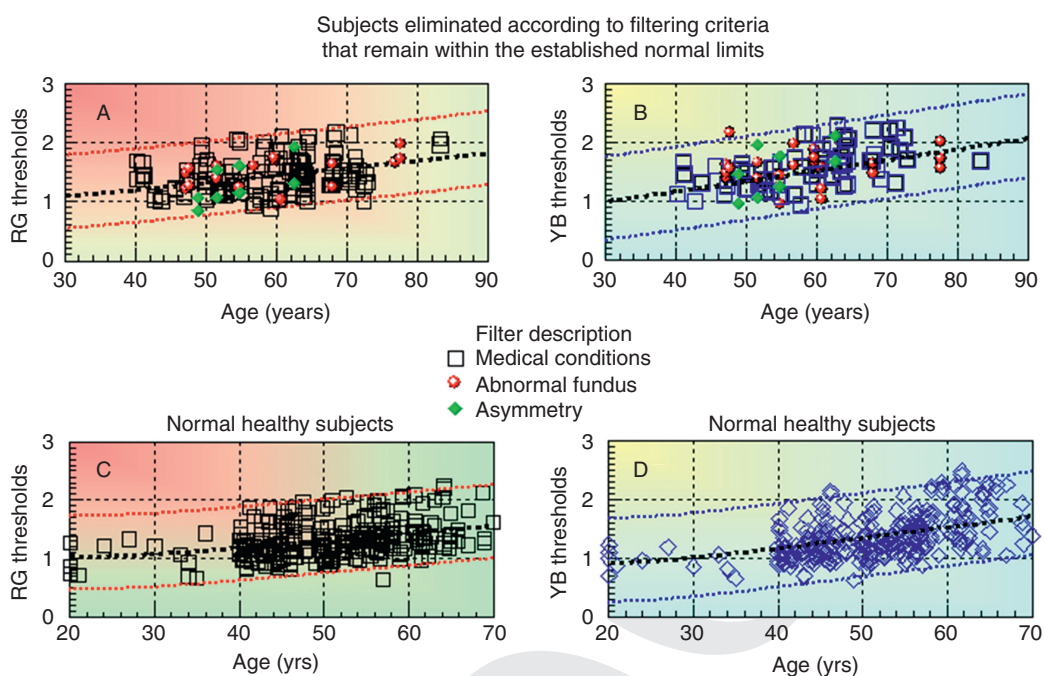 Subjects eliminated according to filtering criteria
that remain within the established normal limits
A
RG thresholds
3
2
1
0
30 40 50 60 70 80 90
Age (years)
B
YB thresholds
3
2
1
0
30 40 50 60 70 80 90
Age (years)
Filter description
Medical conditions
Abnormal fundus
Asymmetry
Normal healthy subjects
C
RG thresholds
3
2
1
0
20 30 40 50 60 70
Age (yrs)
Normal healthy subjects
D
YB thresholds
3
2
1
0
20 30 40 50 60 70
Age (yrs)